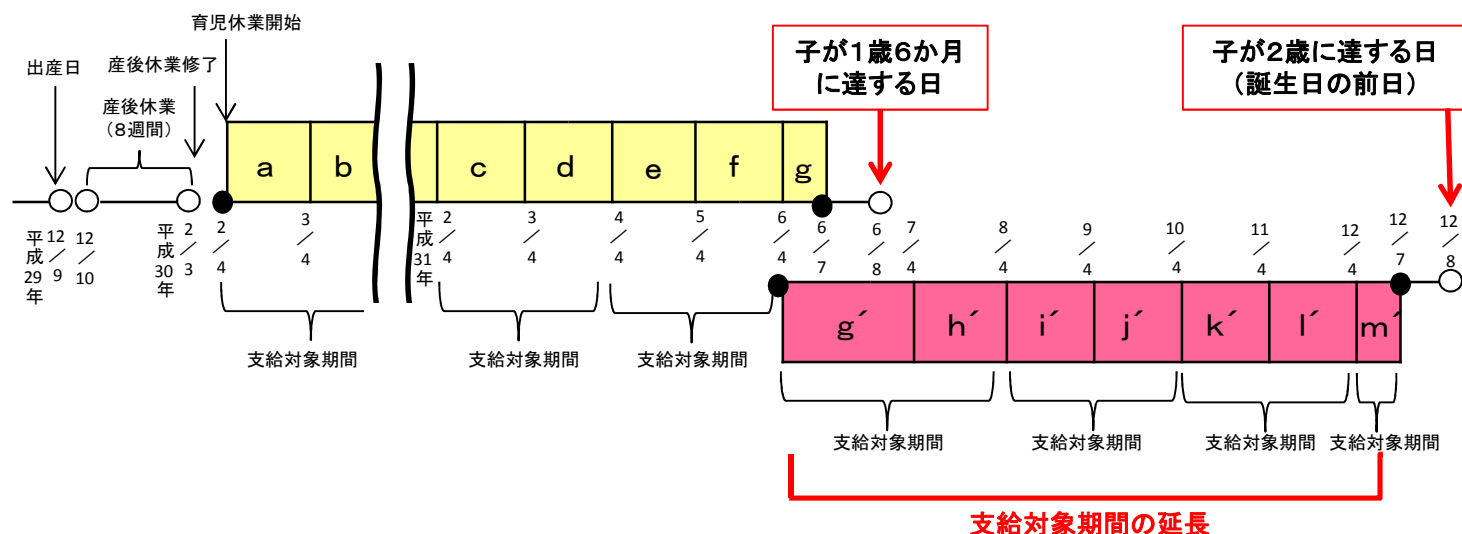 育児休業開始
出産日
産後休業修了
産後休業
（8週間）
子が1歳6か月
に達する日
子が2歳に達する日
（誕生日の前日）
a
b
c
d
e
f
g
平成29年
12／9
12／10
平成30年
2／3
2／4
3／4
平成31年
2／4
3／4
4／4
5／4
6／4
6／7
6／8
7／4
8／4
9／4
10／4
11／4
12／4
12／7
12／8
g´
h´
i´
j´
k´
l´
m´
支給対象期間
支給対象期間
支給対象期間
支給対象期間
支給対象期間
支給対象期間
支給対象期間
支給対象期間の延長